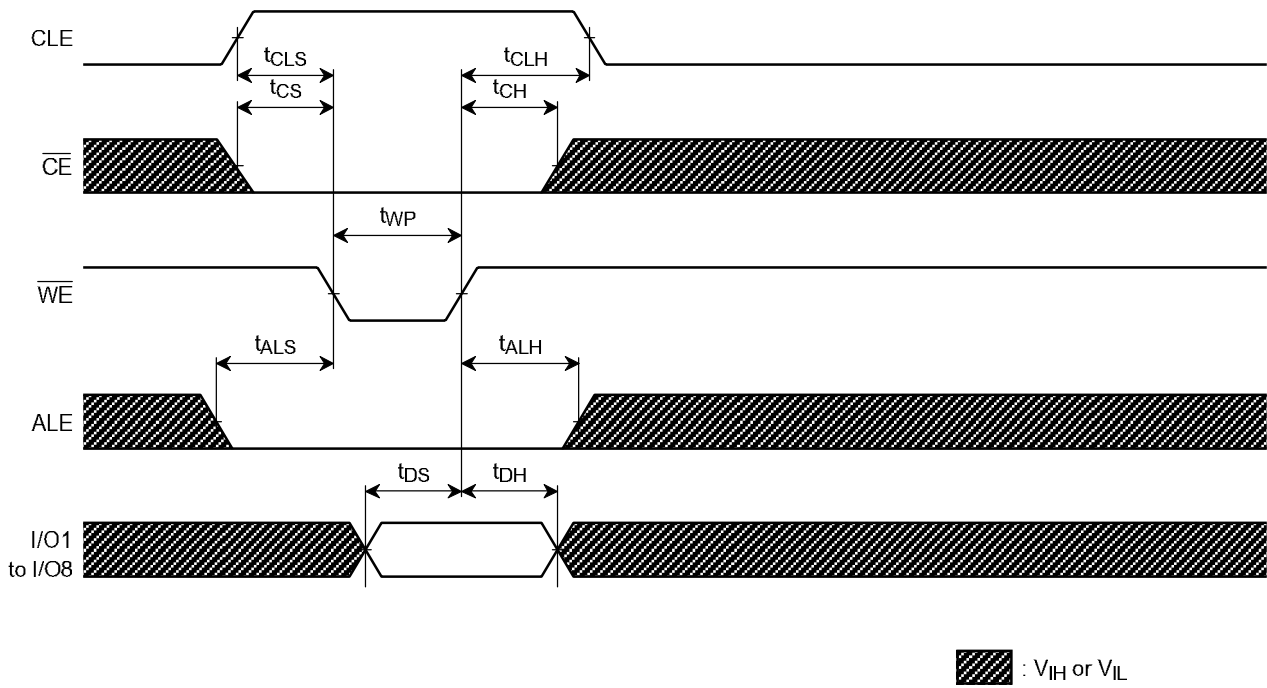 CLE
tCLS
tCLH
tCS
tCH
CE
tWP
WE
tALS
tALH
ALE
tDS
tDH
I/O1
to I/O8
: VIH or VIL